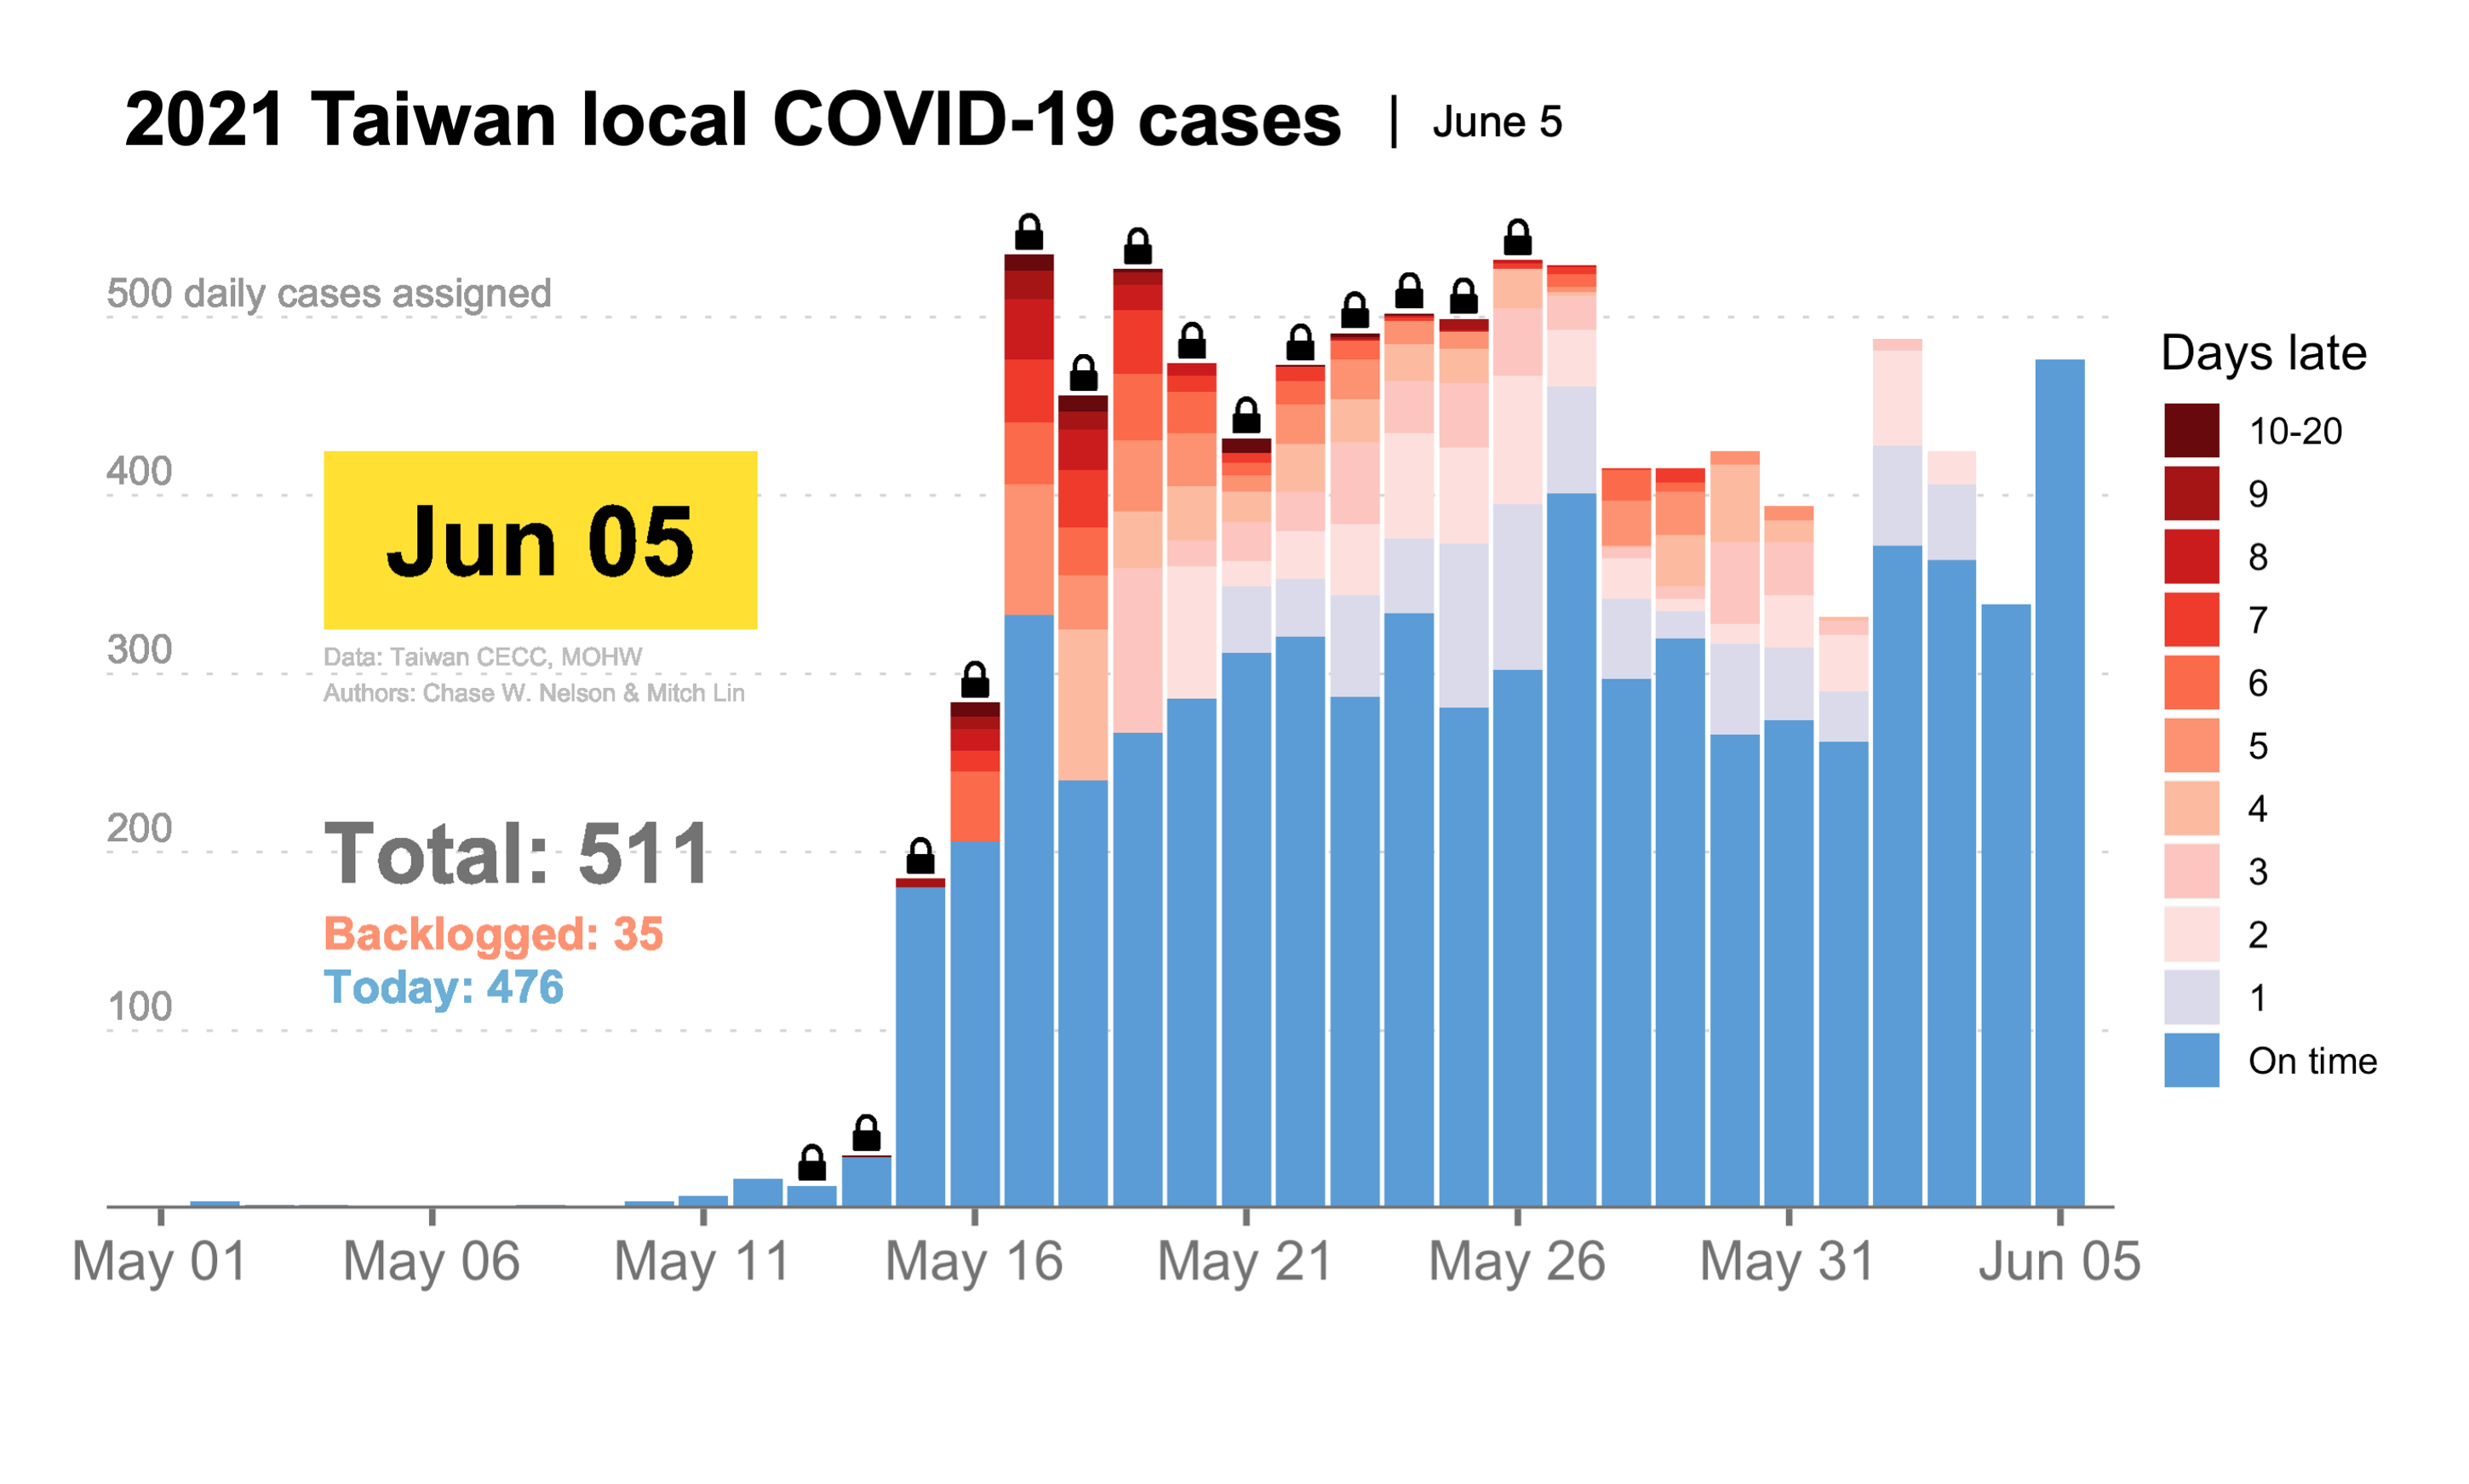 2021 Taiwan local COVID-19 cases | June 5
500 daily cases assigned
400
300
200
100
Jun 05
Data: Taiwan CECC, MOHW
Authors: Chase W. Nelson & Mitch Lin
Total: 511
Backlogged: 35
Today: 476
Days late
10-20
9
8
7
6
5
4
3
2
1
On time
May 01 May 06 May 11 May 16 May 21 May 26 May 31 Jun 05